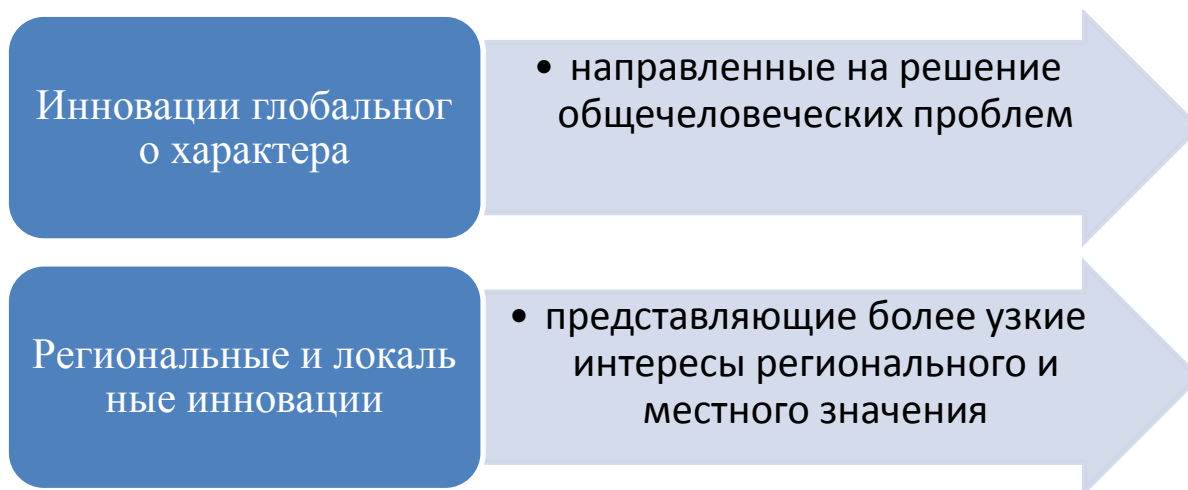 Инновации глобальног
о характера
• направленные на решение
общечеловеческих проблем
Региональные и локаль
ные инновации
• представляющие более узкие
интересы регионального и
местного значения